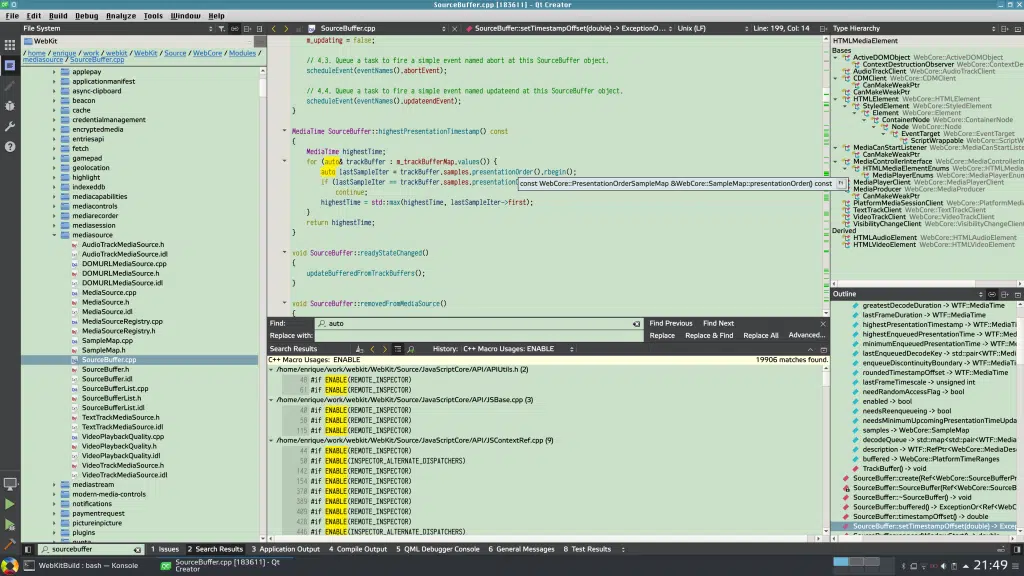 SourceBuffer.cpp [183611] - Qt Creator
File Edit Build Debug Analyze Tools Window Help
File System
SourceBuffer.cpp
SourceBuffer::setTimestampOffset(double) -> ExceptionO...
Unix (LF)
Line: 199, Col: 14
Type Hierarchy
WebKit
/ home / enrique / work / webkit / WebKit / Source / WebCore / Modules /
mediasource / SourceBuffer.cpp
applepay
applicationmanifest
async-clipboard
beacon
cache
credentialmanagement
encryptedmedia
entriesapi
fetch
gamepad
geolocation
highlight
indexeddb
mediacapabilities
mediacontrols
mediarecorder
mediasession
mediasource
AudioTrackMediaSource.h
AudioTrackMediaSource.idl
DOMURLMediaSource.cpp
DOMURLMediaSource.h
DOMURLMediaSource.idl
MediaSource.cpp
MediaSource.h
MediaSource.idl
MediaSourceRegistry.cpp
MediaSourceRegistry.h
SampleMap.cpp
SampleMap.h
SourceBuffer.cpp
SourceBuffer.h
SourceBuffer.idl
SourceBufferList.cpp
SourceBufferList.h
SourceBufferList.idl
TextTrackMediaSource.h
TextTrackMediaSource.idl
VideoPlaybackQuality.cpp
VideoPlaybackQuality.h
VideoPlaybackQuality.idl
VideoTrackMediaSource.h
VideoTrackMediaSource.idl
mediastream
modern-media-controls
notifications
paymentrequest
pictureinpicture
plugins
m_updating = false;
// 4.3. Queue a task to fire a simple event named abort at this SourceBuffer object.
scheduleEvent(eventNames().abortEvent);
// 4.4. Queue a task to fire a simple event named updateend at this SourceBuffer object.
scheduleEvent(eventNames().updateendEvent);
}
MediaTime SourceBuffer::highestPresentationTimestamp() const
{
MediaTime highestTime;
for (auto& trackBuffer : m_trackBufferMap.values()) {
auto lastSampleIter = trackBuffer.samples.presentationOrder().rbegin();
if (lastSampleIter == trackBuffer.samples.presentation
const WebCore::PresentationOrderSampleMap &WebCore::SampleMap::presentationOrder() const F1
continue;
highestTime = std::max(highestTime, lastSampleIter->first);
}
return highestTime;
}
void SourceBuffer::readyStateChanged()
{
updateBufferedFromTrackBuffers();
}
void SourceBuffer::removedFromMediaSource()
{
Find: auto
Find Previous Find Next
Replace with:
Replace Replace & Find Replace All Advanced...
Search Results
History: C++ Macro Usages: ENABLE
C++ Macro Usages: ENABLE
19906 matches found.
/home/enrique/work/webkit/WebKit/Source/JavaScriptCore/API/APIUtils.h (2)
#if ENABLE(REMOTE_INSPECTOR)
61 #if ENABLE(REMOTE_INSPECTOR)
/home/enrique/work/webkit/WebKit/Source/JavaScriptCore/API/JSBase.cpp (3)
40 #if ENABLE(REMOTE_INSPECTOR)
#if ENABLE(REMOTE_INSPECTOR)
115 #if ENABLE(REMOTE_INSPECTOR)
/home/enrique/work/webkit/WebKit/Source/JavaScriptCore/API/JSContextRef.cpp (9)
44 #if ENABLE(REMOTE_INSPECTOR)
50 #if ENABLE(INSPECTOR_ALTERNATE_DISPATCHERS)
142 #if ENABLE(REMOTE_INSPECTOR)
154 #if ENABLE(REMOTE_INSPECTOR)
#if ENABLE(REMOTE_INSPECTOR)
389 #if ENABLE(REMOTE_INSPECTOR)
409 #if ENABLE(REMOTE_INSPECTOR)
428 #if ENABLE(REMOTE_INSPECTOR)
446 #if ENABLE(INSPECTOR_ALTERNATE_DISPATCHERS)
HTMLMediaElement
Bases
ActiveDOMObject WebCore::ActiveDOMObject
ContextDestructionObserver WebCore::ContextDe
AudioTrackClient WebCore::AudioTrackClient
CDMClient WebCore::CDMClient
CanMakeWeakPtr
HTMLElement WebCore::HTMLElement
StyledElement WebCore::StyledElement
Element WebCore::Element
ContainerNode WebCore::ContainerNode
Node WebCore::Node
EventTarget WebCore::EventTarget
ScriptWrappable WebCore::ScriptWr
CanMakeWeakPtr
MediaCanStartListener WebCore::MediaCanStartListe
CanMakeWeakPtr
MediaControllerInterface WebCore::MediaControllerIn
HTMLMediaElementEnums WebCore::HTMLMedi
MediaPlayerEnums WebCore::MediaPlayerEnums
MediaPlayerClient WebCore::MediaPlayerClient
MediaProducer WebCore::MediaProducer
CanMakeWeakPtr
PlatformMediaSessionClient WebCore::PlatformMedia
TextTrackClient WebCore::TextTrackClient
VideoTrackClient WebCore::VideoTrackClient
VisibilityChangeClient WebCore::VisibilityChangeClient
Derived
HTMLAudioElement WebCore::HTMLAudioElement
HTMLVideoElement WebCore::HTMLVideoElement
Outline
greatestDecodeDuration -> WTF::MediaTime
lastFrameDuration -> WTF::MediaTime
highestPresentationTimestamp -> WTF::MediaTime
minimumEnqueuedPresentationTime -> WTF::Media
lastEnqueuedDecodeKey -> std::pair<WTF::MediaT
enqueueDiscontinuityBoundary -> WTF::MediaTime
roundedTimestampOffset -> WTF::MediaTime
lastFrameTimescale -> unsigned int
needRandomAccessFlag -> bool
enabled -> bool
needsReenqueueing -> bool
needsMinimumUpcomingPresentationTimeUpda
samples -> WebCore::SampleMap
decodeQueue -> std::map<std::pair<WTF::Media
description -> WTF::RefPtr<WebCore::MediaDes
buffered -> WebCore::PlatformTimeRanges
TrackBuffer() -> void
SourceBuffer::create(Ref<WebCore::SourceBufferPr
SourceBuffer::SourceBuffer(Ref<WebCore::SourceB
SourceBuffer::~SourceBuffer() -> void
SourceBuffer::buffered() -> ExceptionOr<Ref<WebC
SourceBuffer::timestampOffset() -> double
SourceBuffer::setTimestampOffset(double) -> Exce
sourcebuffer
1 Issues 2 Search Results 3 Application Output 4 Compile Output 5 QML Debugger Console 6 General Messages 8 Test Results
WebKitBuild : bash — Konsole
SourceBuffer.cpp [183611] - Qt
Creator
21:49